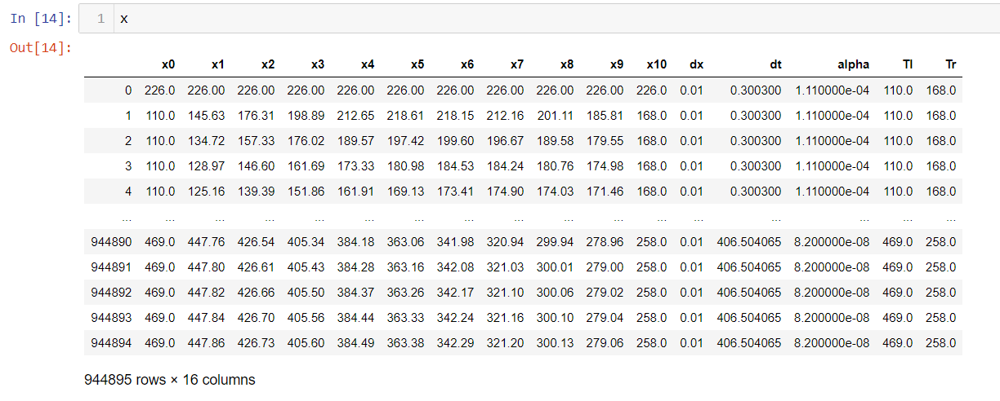 In [14]: 1 x
Out[14]:
x0 x1 x2 x3 x4 x5 x6 x7 x8 x9 x10 dx dt alpha Tl Tr
0 226.0 226.00 226.00 226.00 226.00 226.00 226.00 226.00 226.00 226.00 226.0 0.01 0.300300 1.110000e-04 110.0 168.0
1 110.0 145.63 176.31 198.89 212.65 218.61 218.15 212.16 201.11 185.81 168.0 0.01 0.300300 1.110000e-04 110.0 168.0
2 110.0 134.72 157.33 176.02 189.57 197.42 199.60 196.67 189.58 179.55 168.0 0.01 0.300300 1.110000e-04 110.0 168.0
3 110.0 128.97 146.60 161.69 173.33 180.98 184.53 184.24 180.76 174.98 168.0 0.01 0.300300 1.110000e-04 110.0 168.0
4 110.0 125.16 139.39 151.86 161.91 169.13 173.41 174.90 174.03 171.46 168.0 0.01 0.300300 1.110000e-04 110.0 168.0
... ... ... ... ... ... ... ... ... ... ... ... ... ... ... ... ...
944890 469.0 447.76 426.54 405.34 384.18 363.06 341.98 320.94 299.94 278.96 258.0 0.01 406.504065 8.200000e-08 469.0 258.0
944891 469.0 447.80 426.61 405.43 384.28 363.16 342.08 321.03 300.01 279.00 258.0 0.01 406.504065 8.200000e-08 469.0 258.0
944892 469.0 447.82 426.66 405.50 384.37 363.26 342.17 321.10 300.06 279.02 258.0 0.01 406.504065 8.200000e-08 469.0 258.0
944893 469.0 447.84 426.70 405.56 384.44 363.33 342.24 321.16 300.10 279.04 258.0 0.01 406.504065 8.200000e-08 469.0 258.0
944894 469.0 447.86 426.73 405.60 384.49 363.38 342.29 321.20 300.13 279.06 258.0 0.01 406.504065 8.200000e-08 469.0 258.0
944895 rows × 16 columns